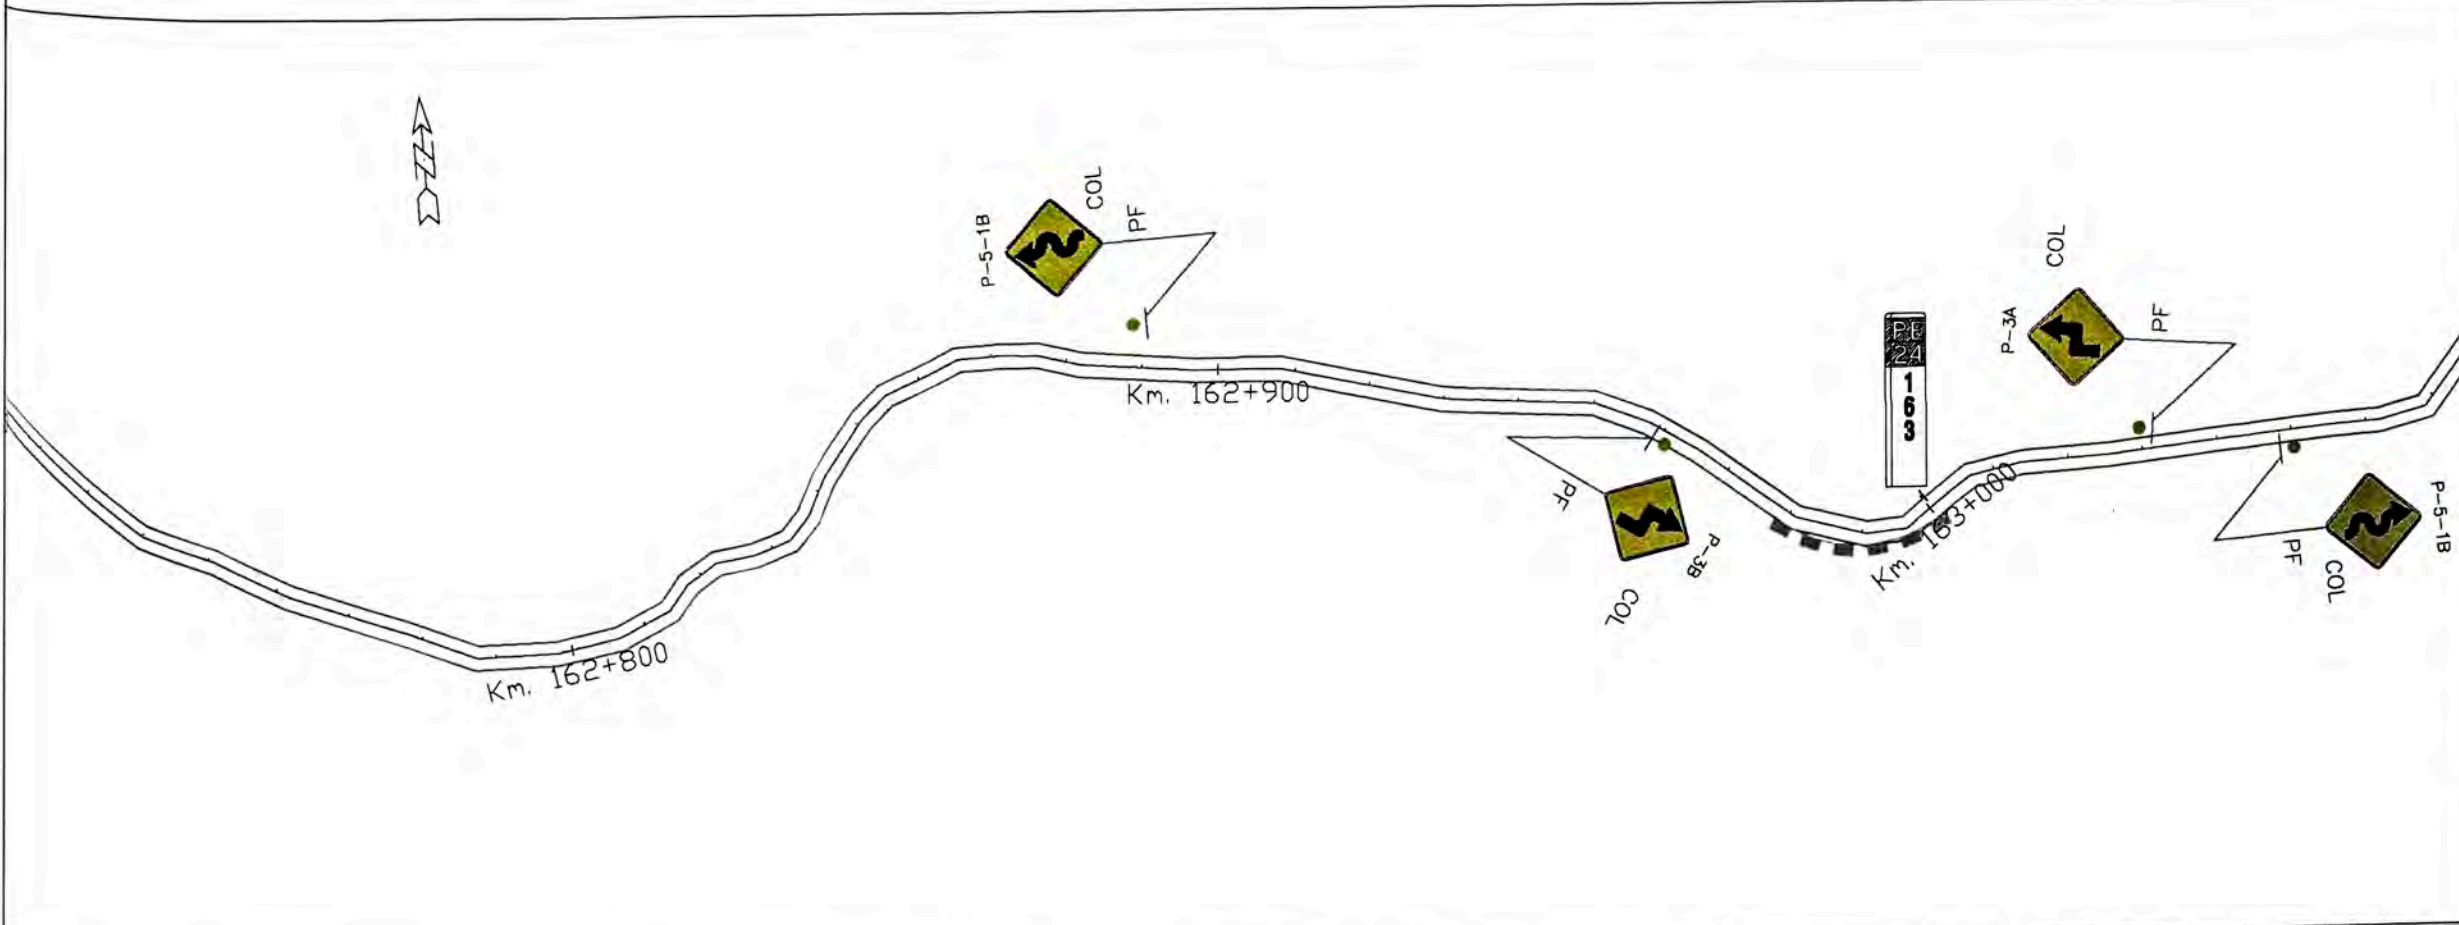 P-5-1B
COL
PF
Km. 162+900
Km. 162+800
PF
COL
P-3B
PE
24
1
6
3
Km. 163+000
P-3A
COL
PF
PF
COL
P-5-1B